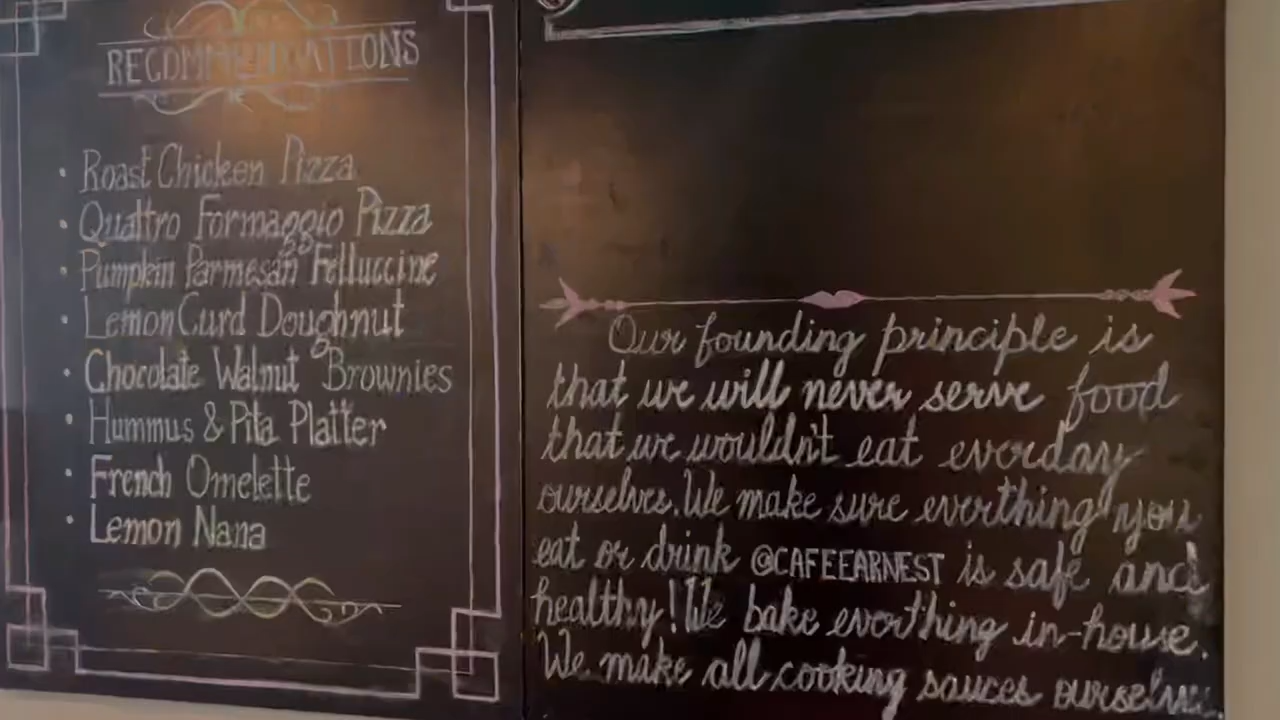 RECOMMENDATIONS
• Roast Chicken Pizza
• Quattro Formaggio Pizza
• Pumpkin Parmesan Fettuccine
• Lemon Curd Doughnut
• Chocolate Walnut Brownies
• Hummus & Pita Platter
• French Omelette
• Lemon Nana
Our founding principle is
that we will never serve food
that we wouldn't eat everday
ourselves. We make sure everthing you
eat or drink @CAFEEARNEST is safe and
healthy! We bake everthing in-house.
We make all cooking sauces ourselves.